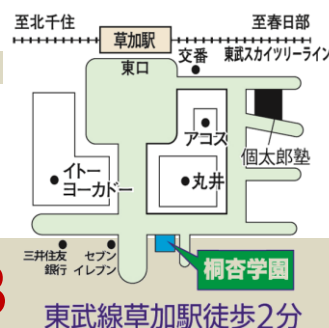 至北千住
至春日部
草加駅
東口
交番
東武スカイツリーライン
アコス
個太郎塾
イトー
ヨーカドー
丸井
三井住友
銀行
セブン
イレブン
桐杏学園
東武線草加駅徒歩2分